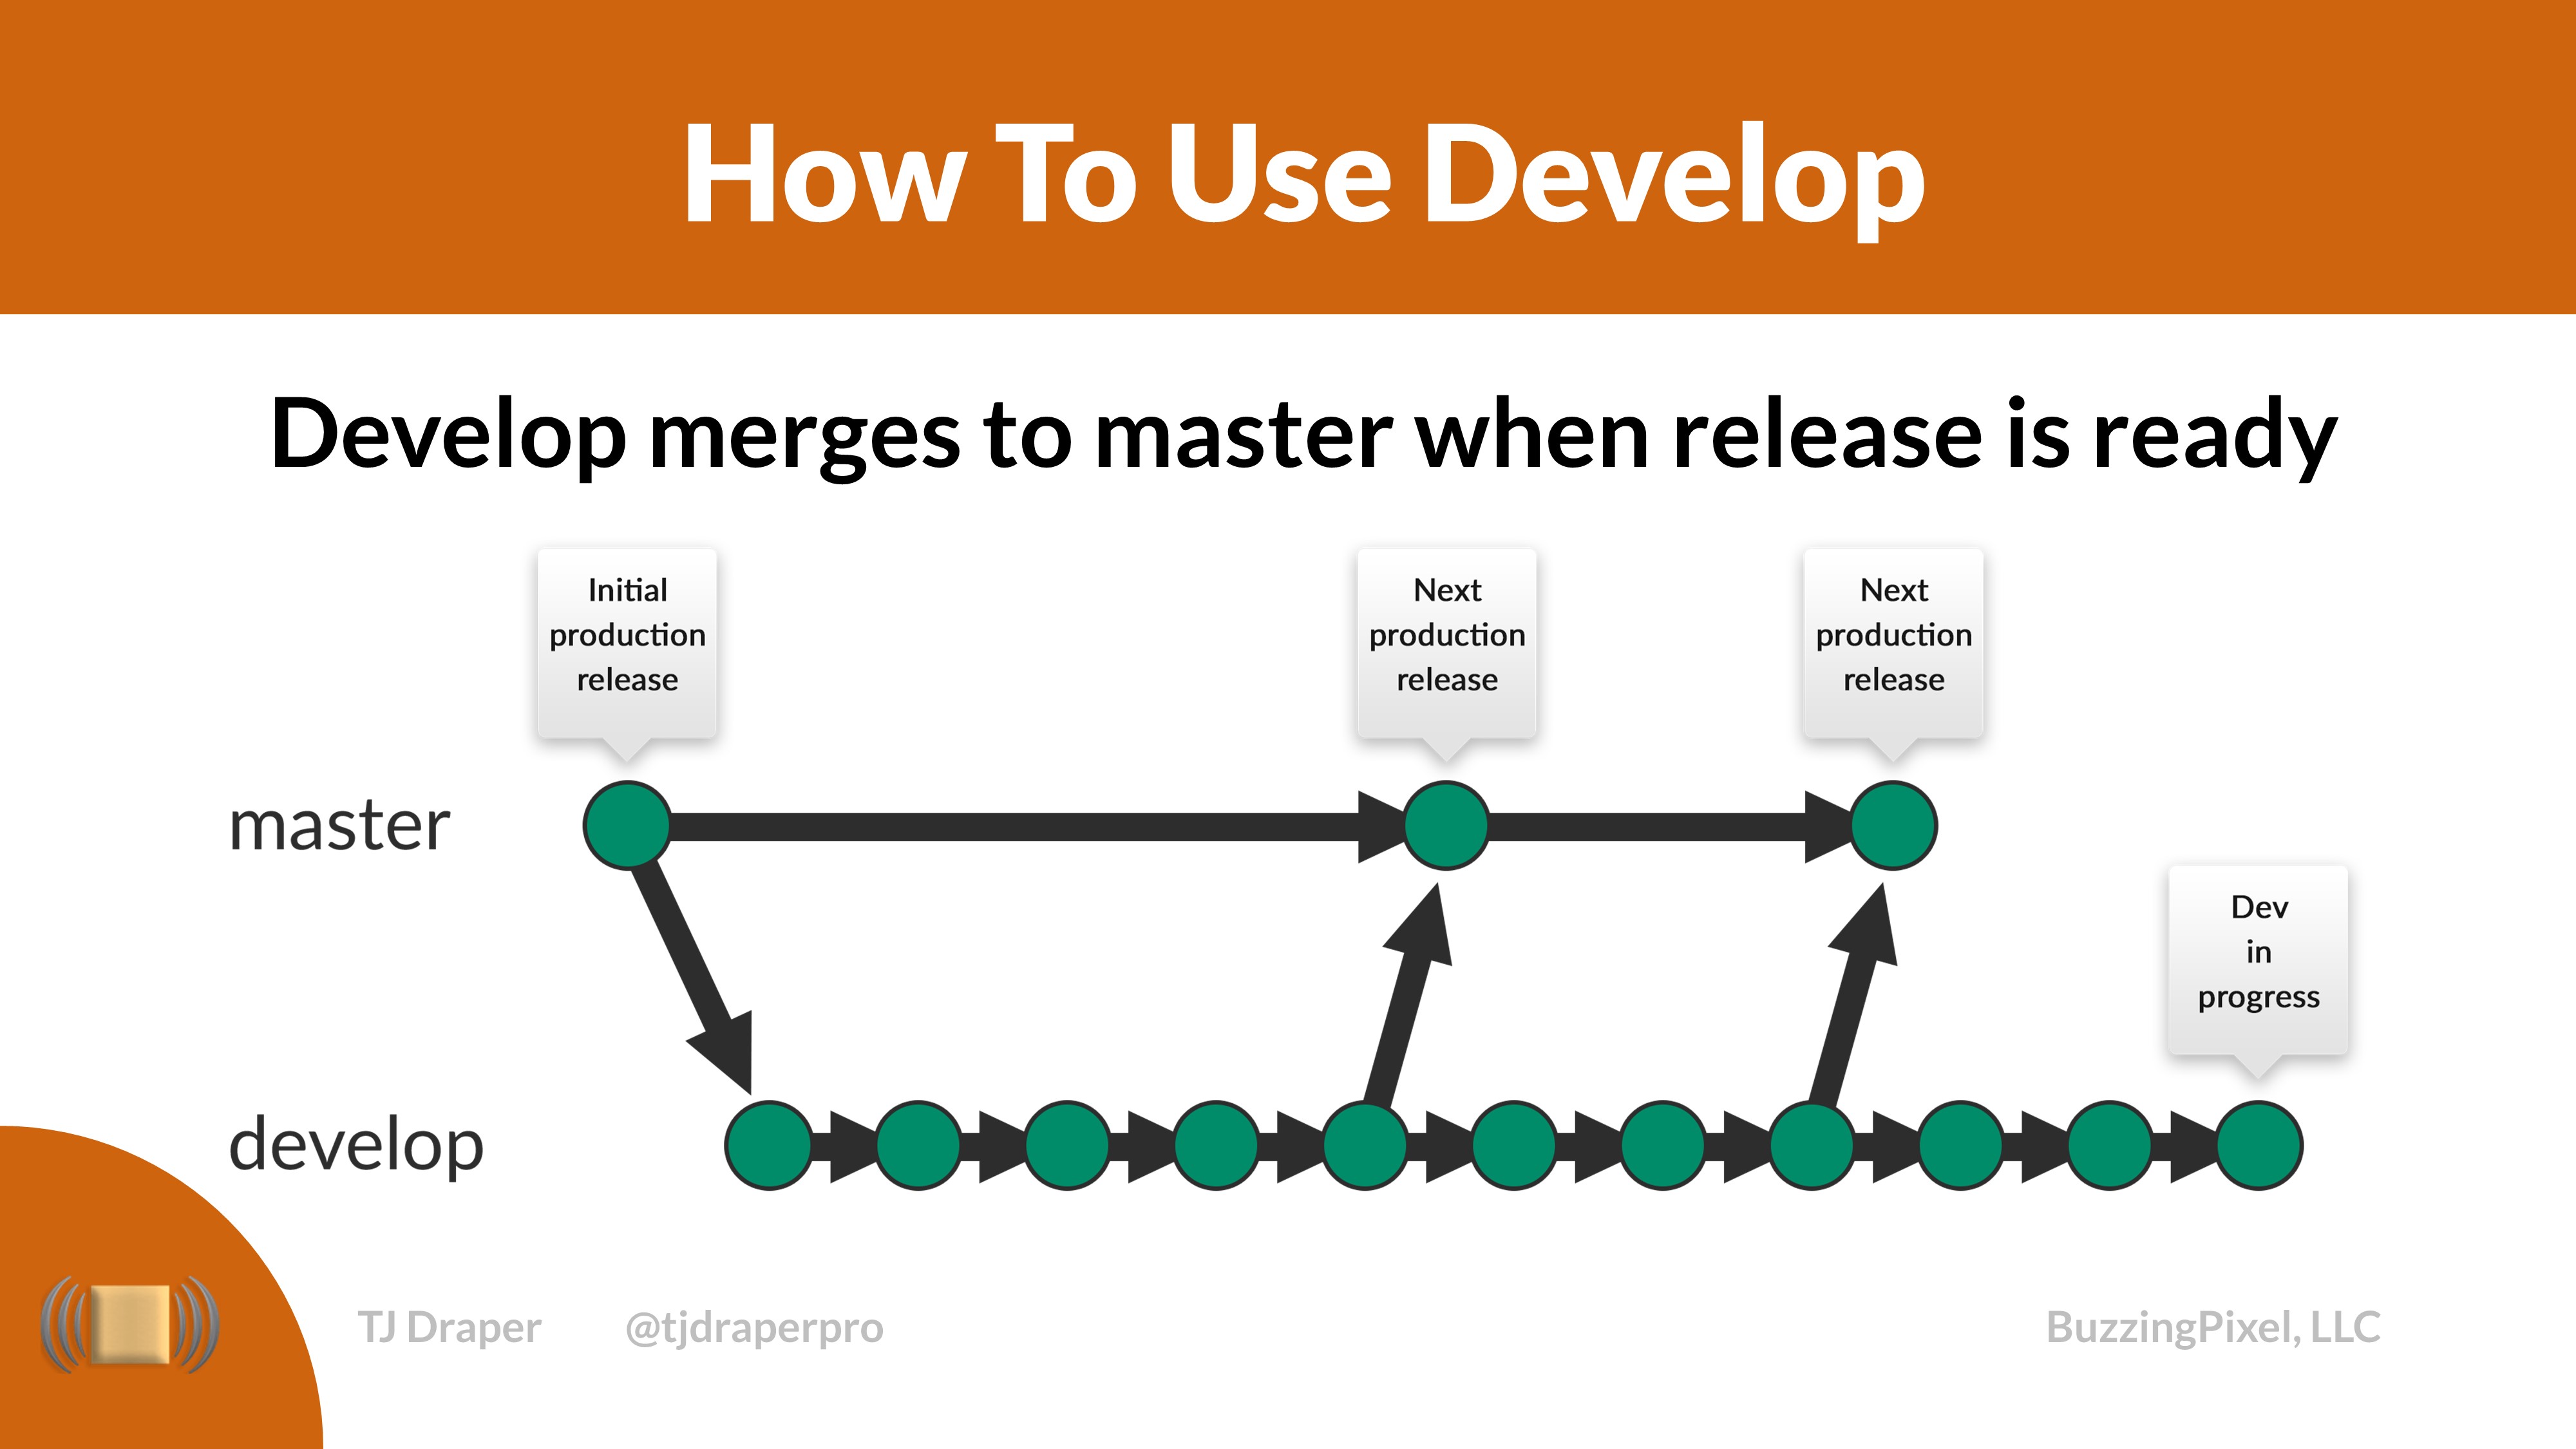 How To Use Develop
Develop merges to master when release is ready
Initial
production
release
Next
production
release
Next
production
release
master
Dev
in
progress
develop
TJ Draper
@tjdraperpro
BuzzingPixel, LLC